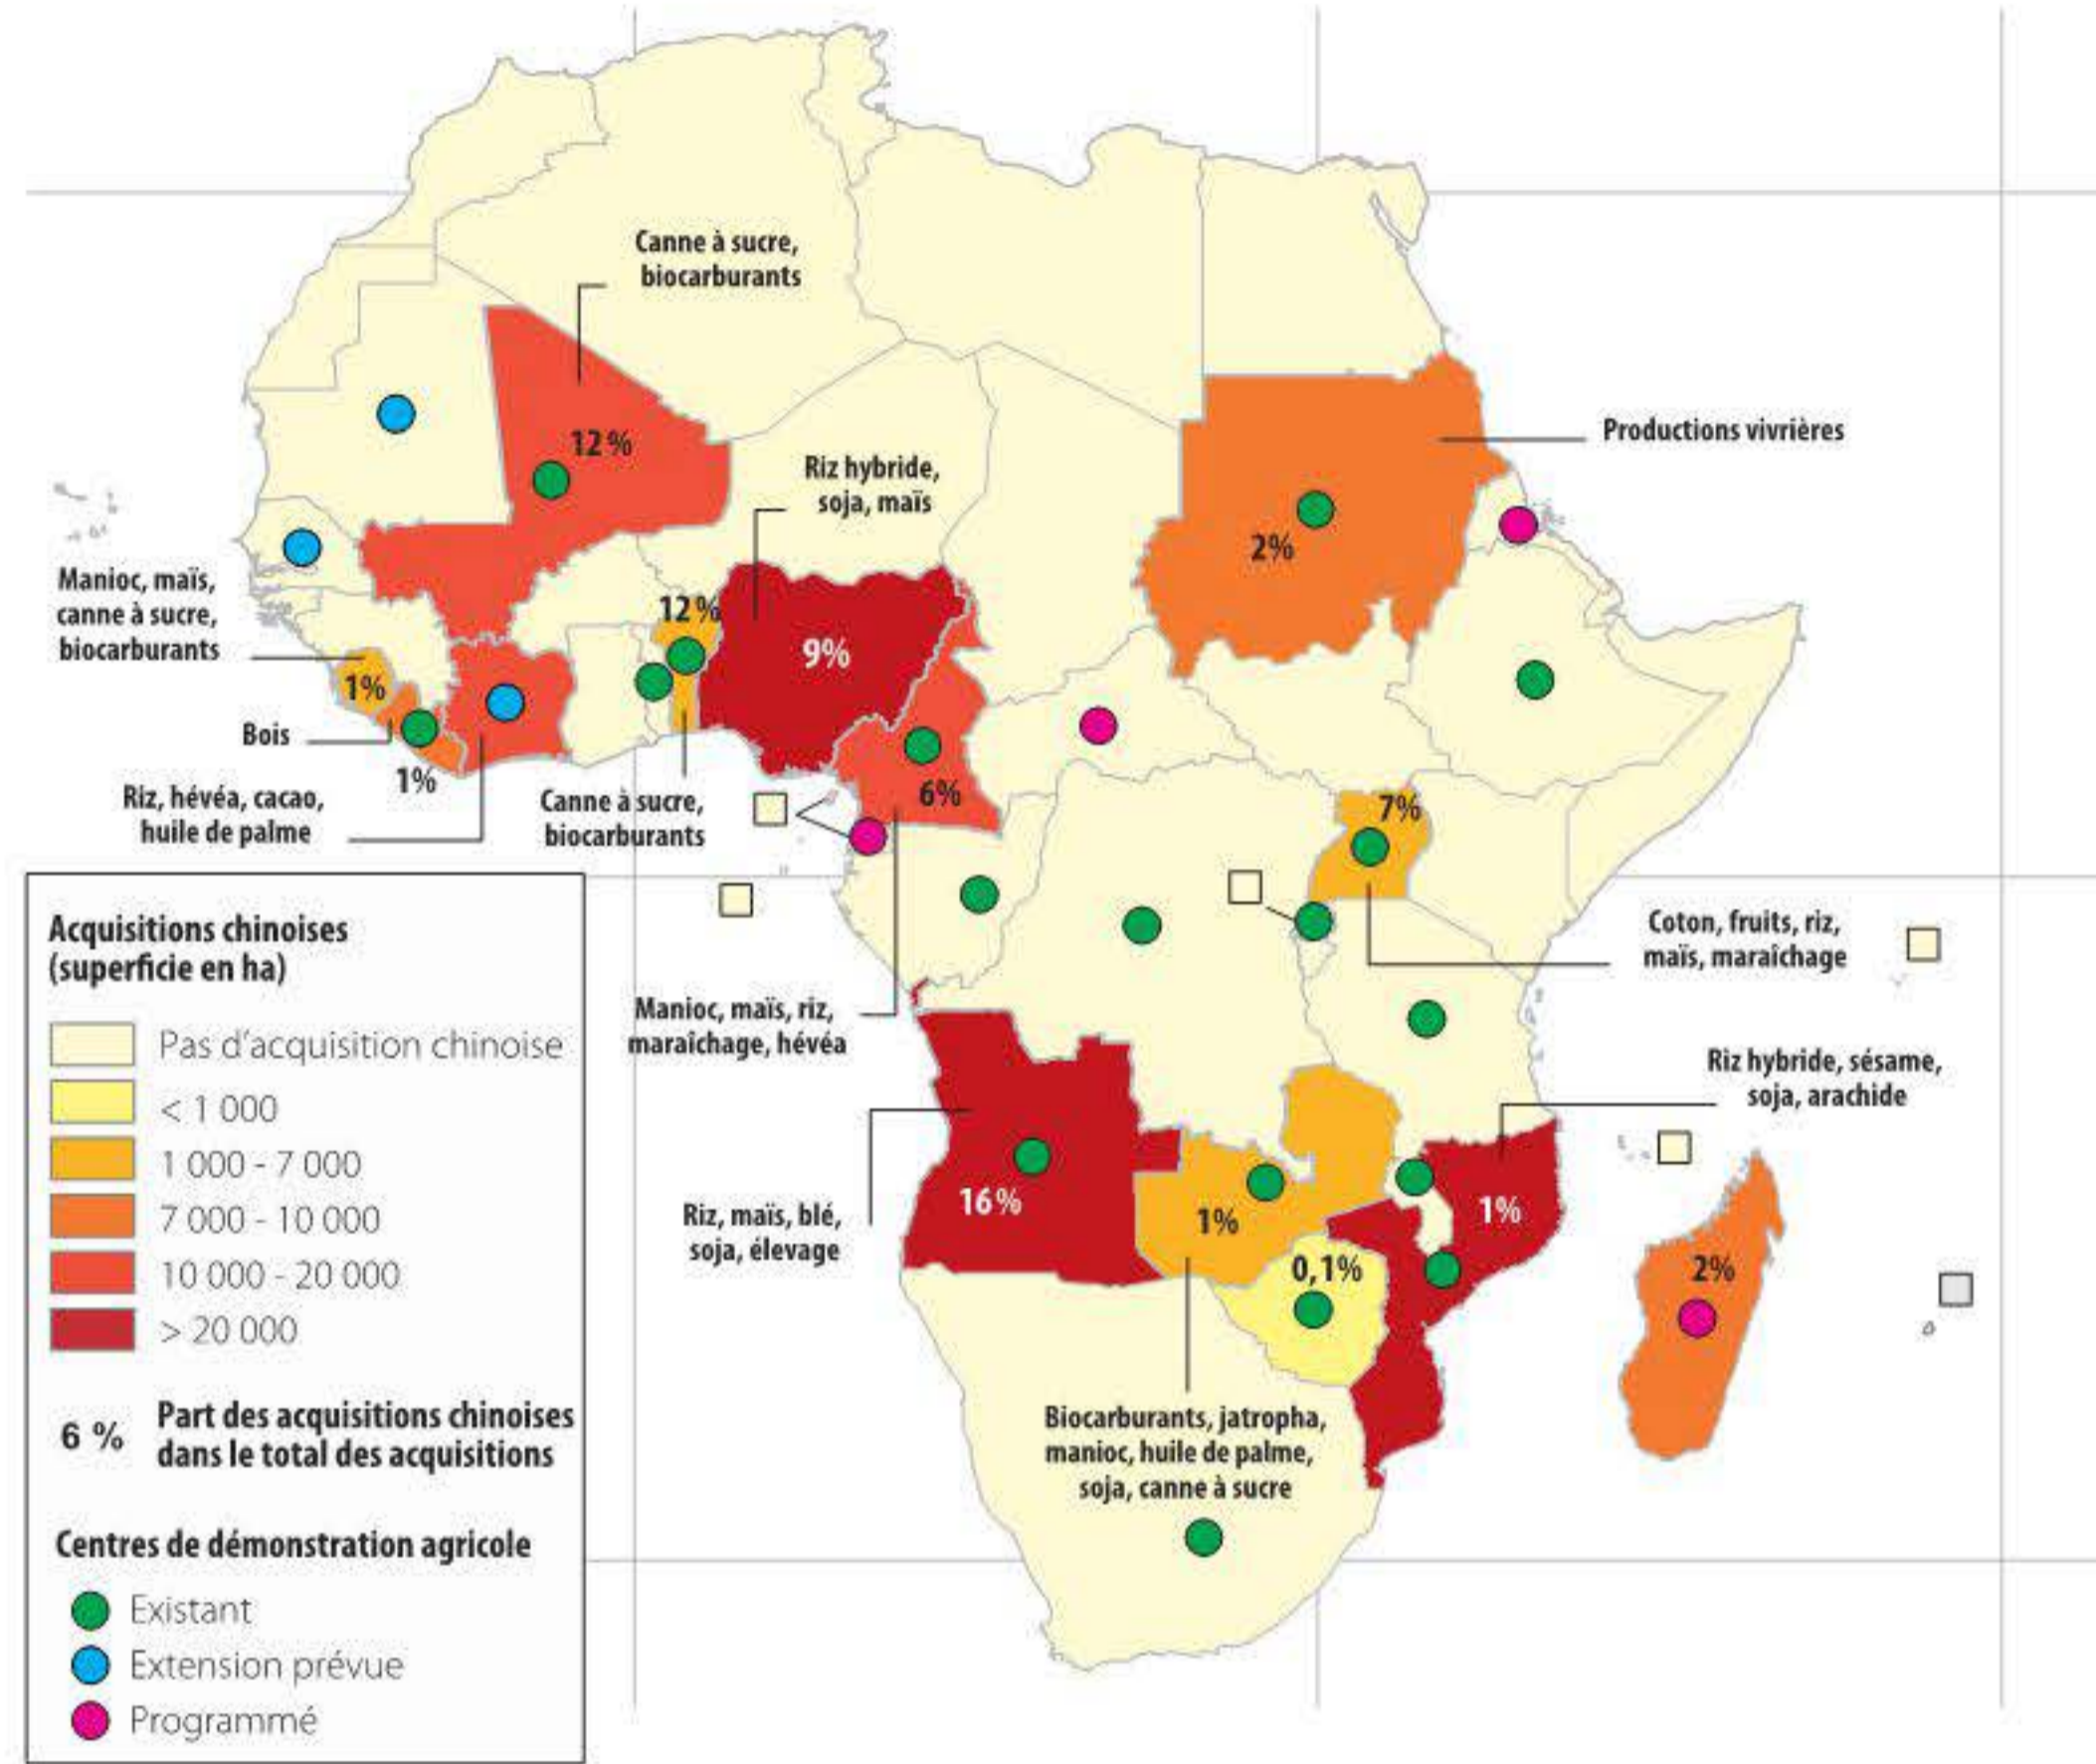 Canne à sucre,
biocarburants
12%
Riz hybride,
soja, maïs
Productions vivrières
2%
Manioc, maïs,
canne à sucre,
biocarburants
12%
9%
1%
Bois
1%
Riz, hévéa, cacao,
huile de palme
Canne à sucre,
biocarburants
6%
7%
Coton, fruits, riz,
maïs, maraîchage
Manioc, maïs, riz,
maraîchage, hévéa
Riz hybride, sésame,
soja, arachide
Riz, maïs, blé,
soja, élevage
16%
1%
1%
0,1%
2%
Biocarburants, jatropha,
manioc, huile de palme,
soja, canne à sucre
Acquisitions chinoises
(superficie en ha)
Pas d'acquisition chinoise
< 1 000
1 000 - 7 000
7 000 - 10 000
10 000 - 20 000
> 20 000
6 %
Part des acquisitions chinoises
dans le total des acquisitions
Centres de démonstration agricole
Existant
Extension prévue
Programmé